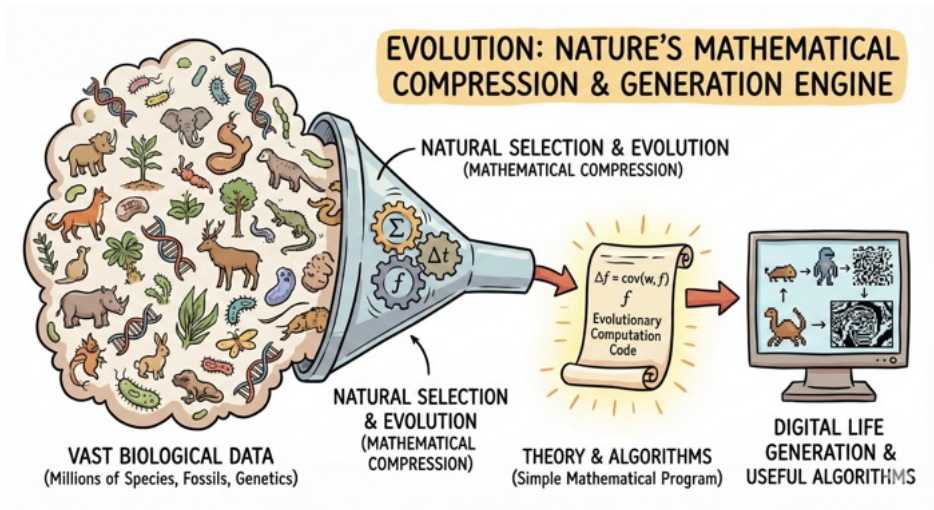 EVOLUTION: NATURE'S MATHEMATICAL
COMPRESSION & GENERATION ENGINE
NATURAL SELECTION & EVOLUTION
(MATHEMATICAL COMPRESSION)
Σ
Δt
f
Δf = cov(w, f)
f
Evolutionary
Computation
Code
NATURAL SELECTION
& EVOLUTION
(MATHEMATICAL
COMPRESSION)
VAST BIOLOGICAL DATA
(Millions of Species, Fossils, Genetics)
THEORY & ALGORITHMS
(Simple Mathematical Program)
DIGITAL LIFE
GENERATION &
USEFUL ALGORITHMS